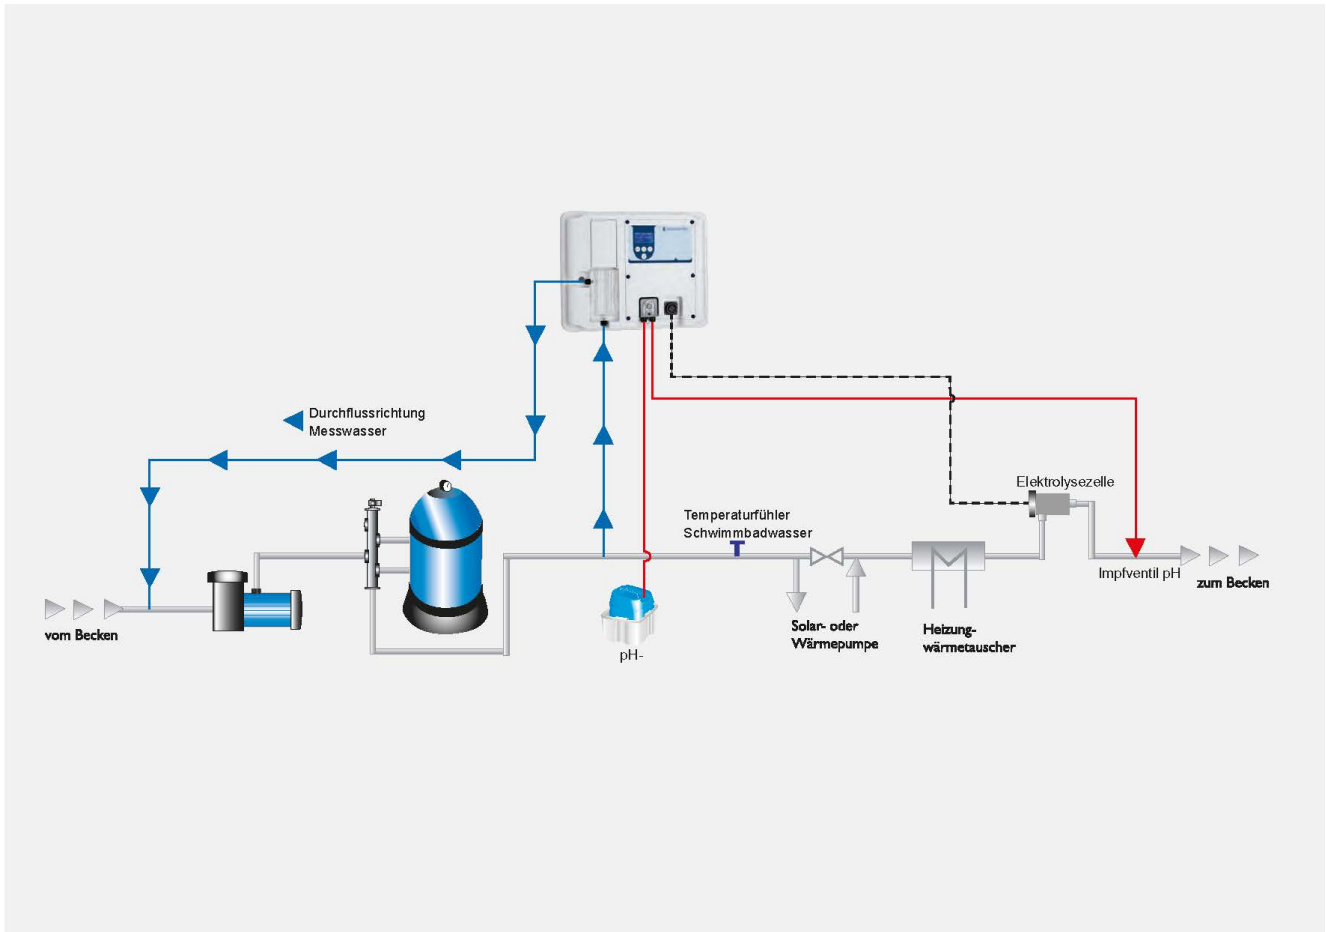 Durchflussrichtung
Messwasser
Elektrolysezelle
Temperaturfühler
Schwimmbadwasser
Impfventil pH
zum Becken
vom Becken
Solar- oder
Wärmepumpe
Heizung-
wärmetauscher
pH-